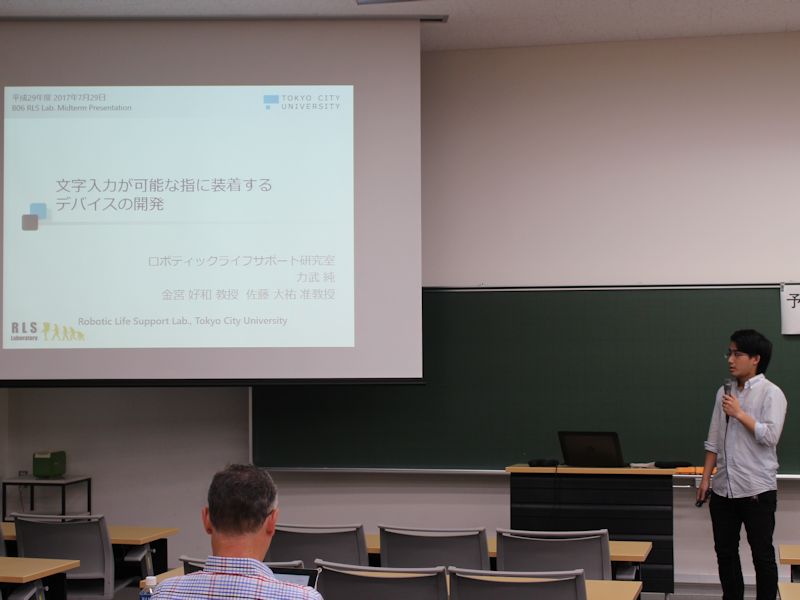 平成29年度 2017年7月29日
806 RLS Lab. Midterm Presentation
TOKYO CITY
UNIVERSITY
文字入力が可能な指に装着する
デバイスの開発
ロボティックライフサポート研究室
力武 純
金宮 好和 教授 佐藤 大祐 准教授
RLS
Laboratory
Robotic Life Support Lab., Tokyo City University
予